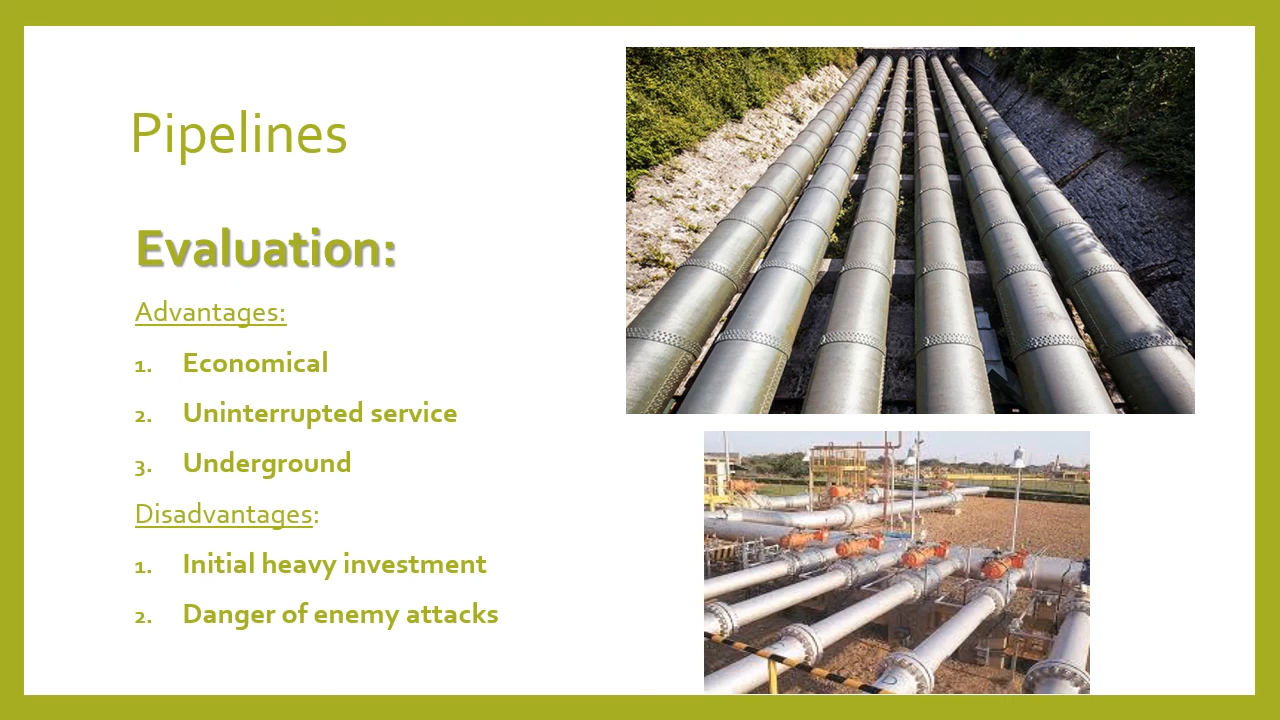 Pipelines
Evaluation:
Advantages:
1. Economical
2. Uninterrupted service
3. Underground
Disadvantages:
1. Initial heavy investment
2. Danger of enemy attacks